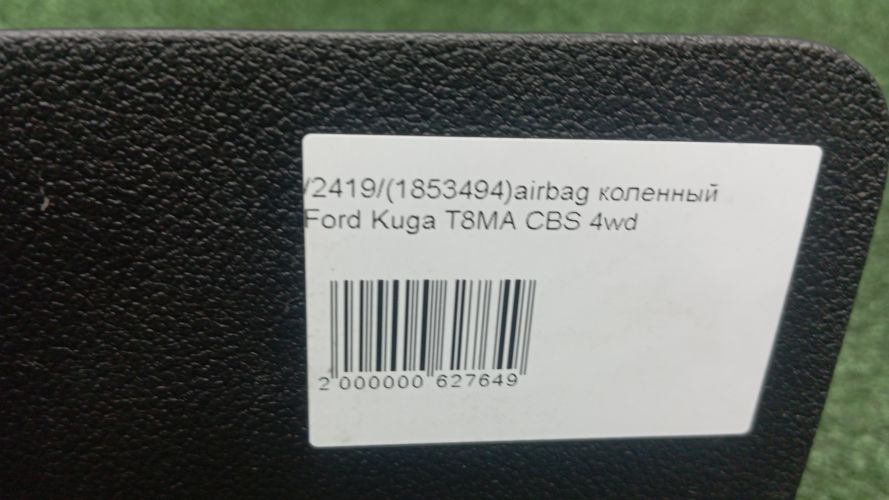 /2419/(1853494)airbag коленный
Ford Kuga T8MA CBS 4wd
2 000000 627649